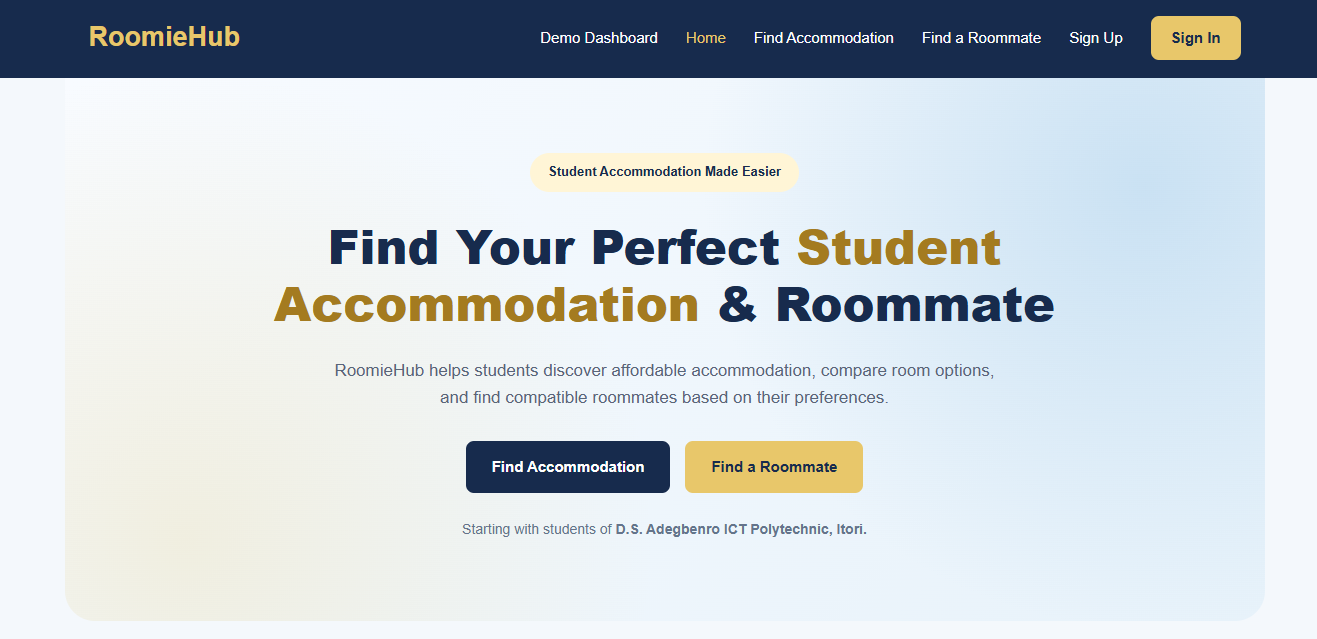 RoomieHub
Demo Dashboard
Home
Find Accommodation
Find a Roommate
Sign Up
Sign In
Student Accommodation Made Easier
Find Your Perfect Student
Accommodation & Roommate
RoomieHub helps students discover affordable accommodation, compare room options,
and find compatible roommates based on their preferences.
Find Accommodation
Find a Roommate
Starting with students of D.S. Adegbenro ICT Polytechnic, Itori.